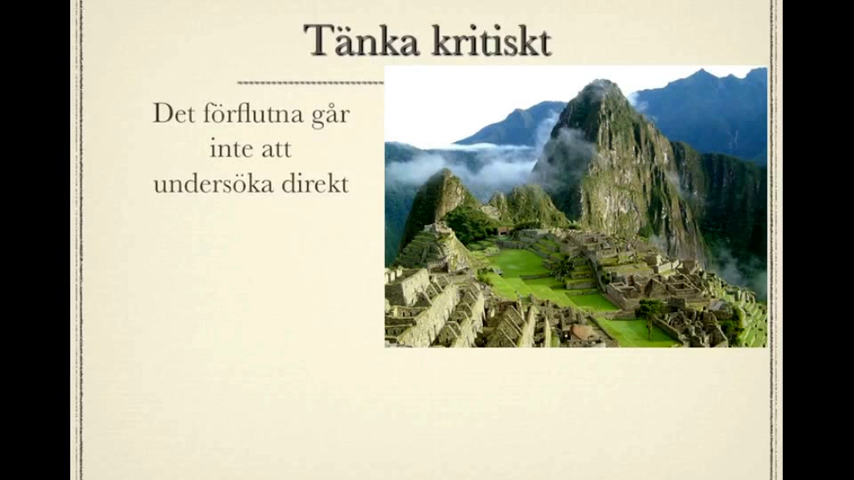 Tänka kritiskt
Det förflutna går
inte att
undersöka direkt